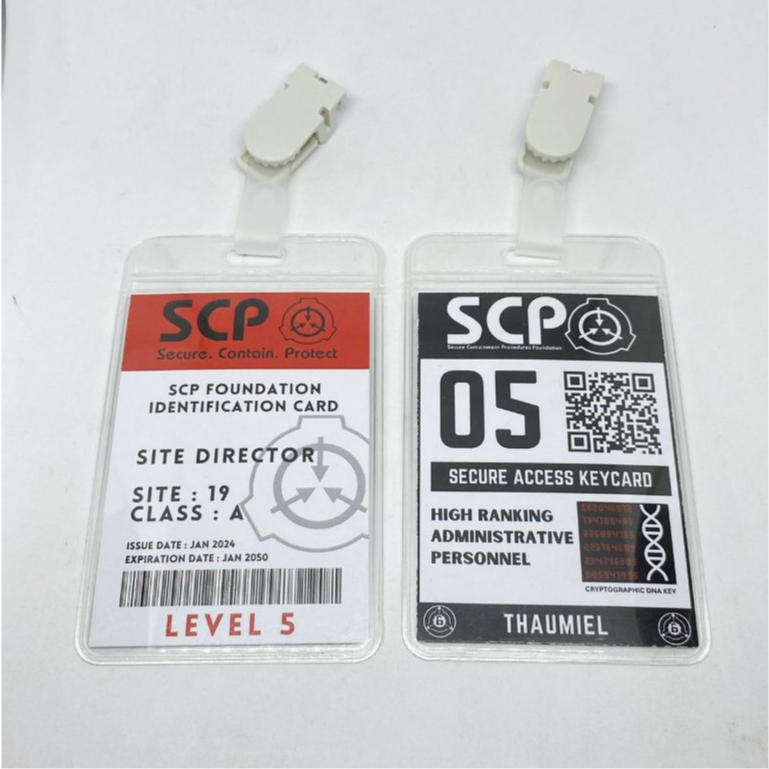 SCP
Secure. Contain. Protect
SCP FOUNDATION
IDENTIFICATION CARD
SITE DIRECTOR
SITE : 19
CLASS : A
ISSUE DATE : JAN 2024
EXPIRATION DATE : JAN 2050
LEVEL 5
SCP
Secure Containment Procedures Foundation
05
SECURE ACCESS KEYCARD
HIGH RANKING
ADMINISTRATIVE
PERSONNEL
CRYPTOGRAPHIC DNA KEY
THAUMIEL